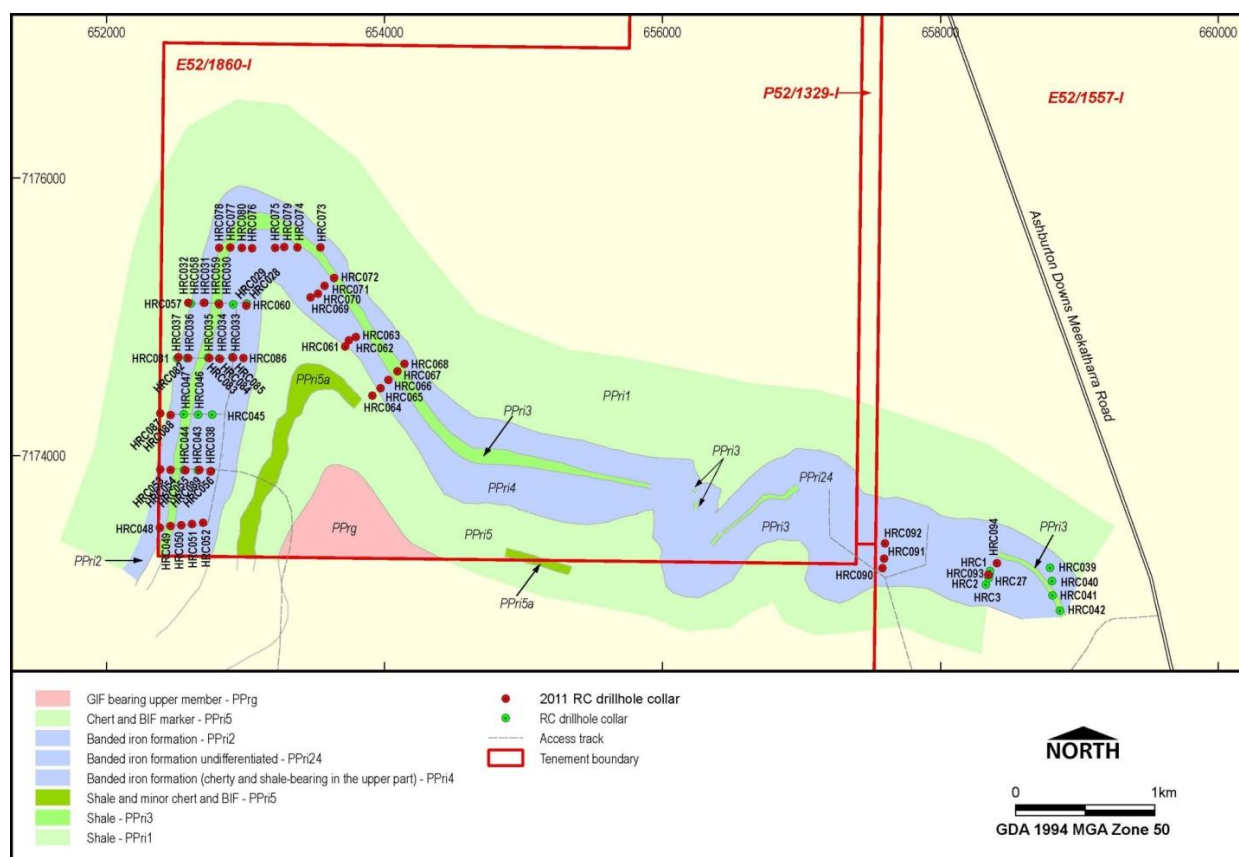 652000
654000
656000
658000
660000
E52/1860-I
P52/1329-I
E52/1557-I
7176000
7174000
Ashburton Downs Meekatharra Road
HRC078
HRC077
HRC080
HRC076
HRC075
HRC079
HRC074
HRC073
HRC032
HRC058
HRC031
HRC059
HRC030
HRC029
HRC028
HRC057
HRC060
HRC072
HRC071
HRC070
HRC069
HRC037
HRC036
HRC035
HRC034
HRC033
HRC081
HRC086
HRC082
HRC083
HRC084
HRC085
HRC063
HRC061
HRC062
HRC068
HRC067
HRC066
HRC065
HRC064
HRC047
HRC046
HRC045
HRC087
HRC088
HRC044
HRC043
HRC038
HRC055
HRC089
HRC056
HRC048
HRC049
HRC050
HRC051
HRC052
PPri5a
PPri1
PPri3
PPri3
PPri24
PPri4
PPri3
PPrg
PPri5
PPri2
PPri5a
HRC092
HRC091
HRC090
HRC094
HRC1
HRC093
HRC2
HRC27
HRC3
PPri3
HRC039
HRC040
HRC041
HRC042
GIF bearing upper member - PPrg
Chert and BIF marker - PPri5
Banded iron formation - PPri2
Banded iron formation undifferentiated - PPri24
Banded iron formation (cherty and shale-bearing in the upper part) - PPri4
Shale and minor chert and BIF - PPri5
Shale - PPri3
Shale - PPri1
2011 RC drillhole collar
RC drillhole collar
Access track
Tenement boundary
NORTH
0 1km
GDA 1994 MGA Zone 50